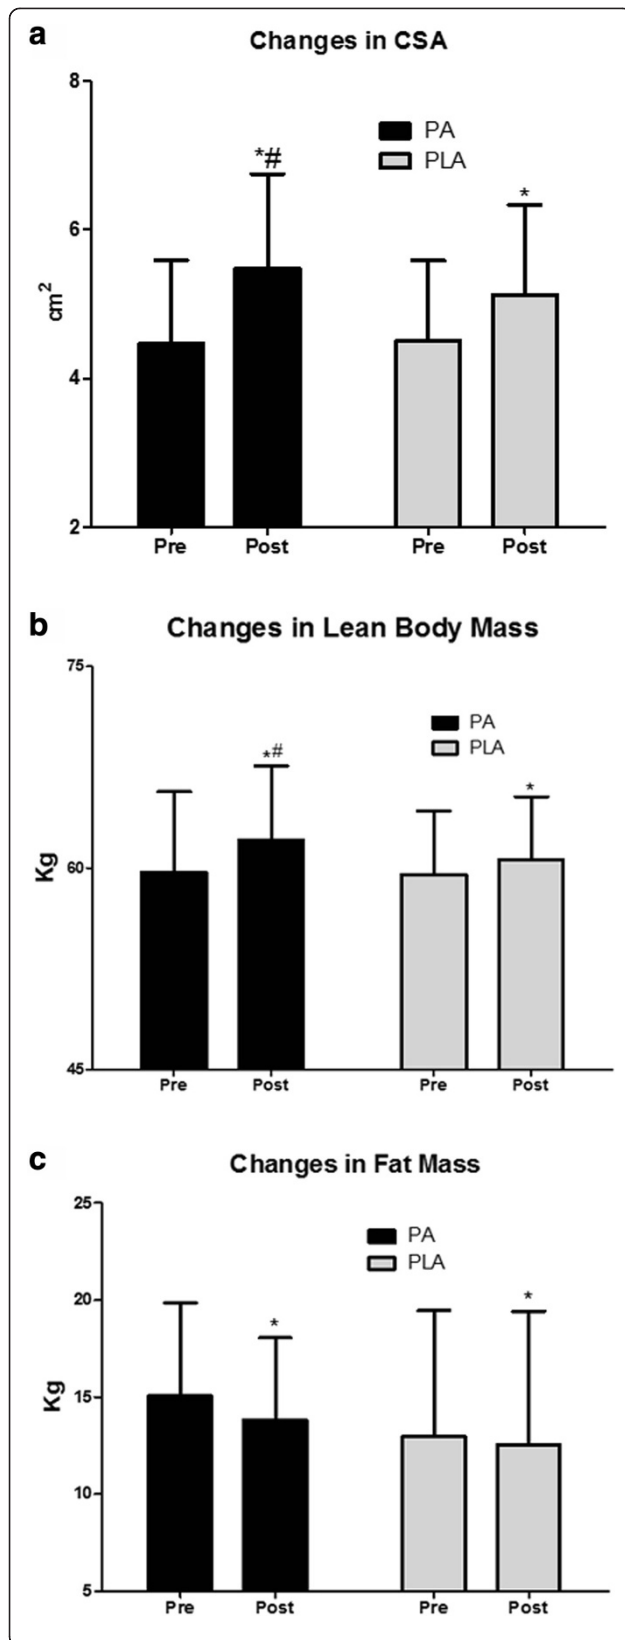 a
Changes in CSA
8
PA
PLA
*#
*
6
cm²
4
2
Pre Post Pre Post
b
Changes in Lean Body Mass
75
PA
PLA
*#
*
60
Kg
45
Pre Post Pre Post
c
Changes in Fat Mass
25
PA
PLA
20
*
*
15
Kg
10
5
Pre Post Pre Post